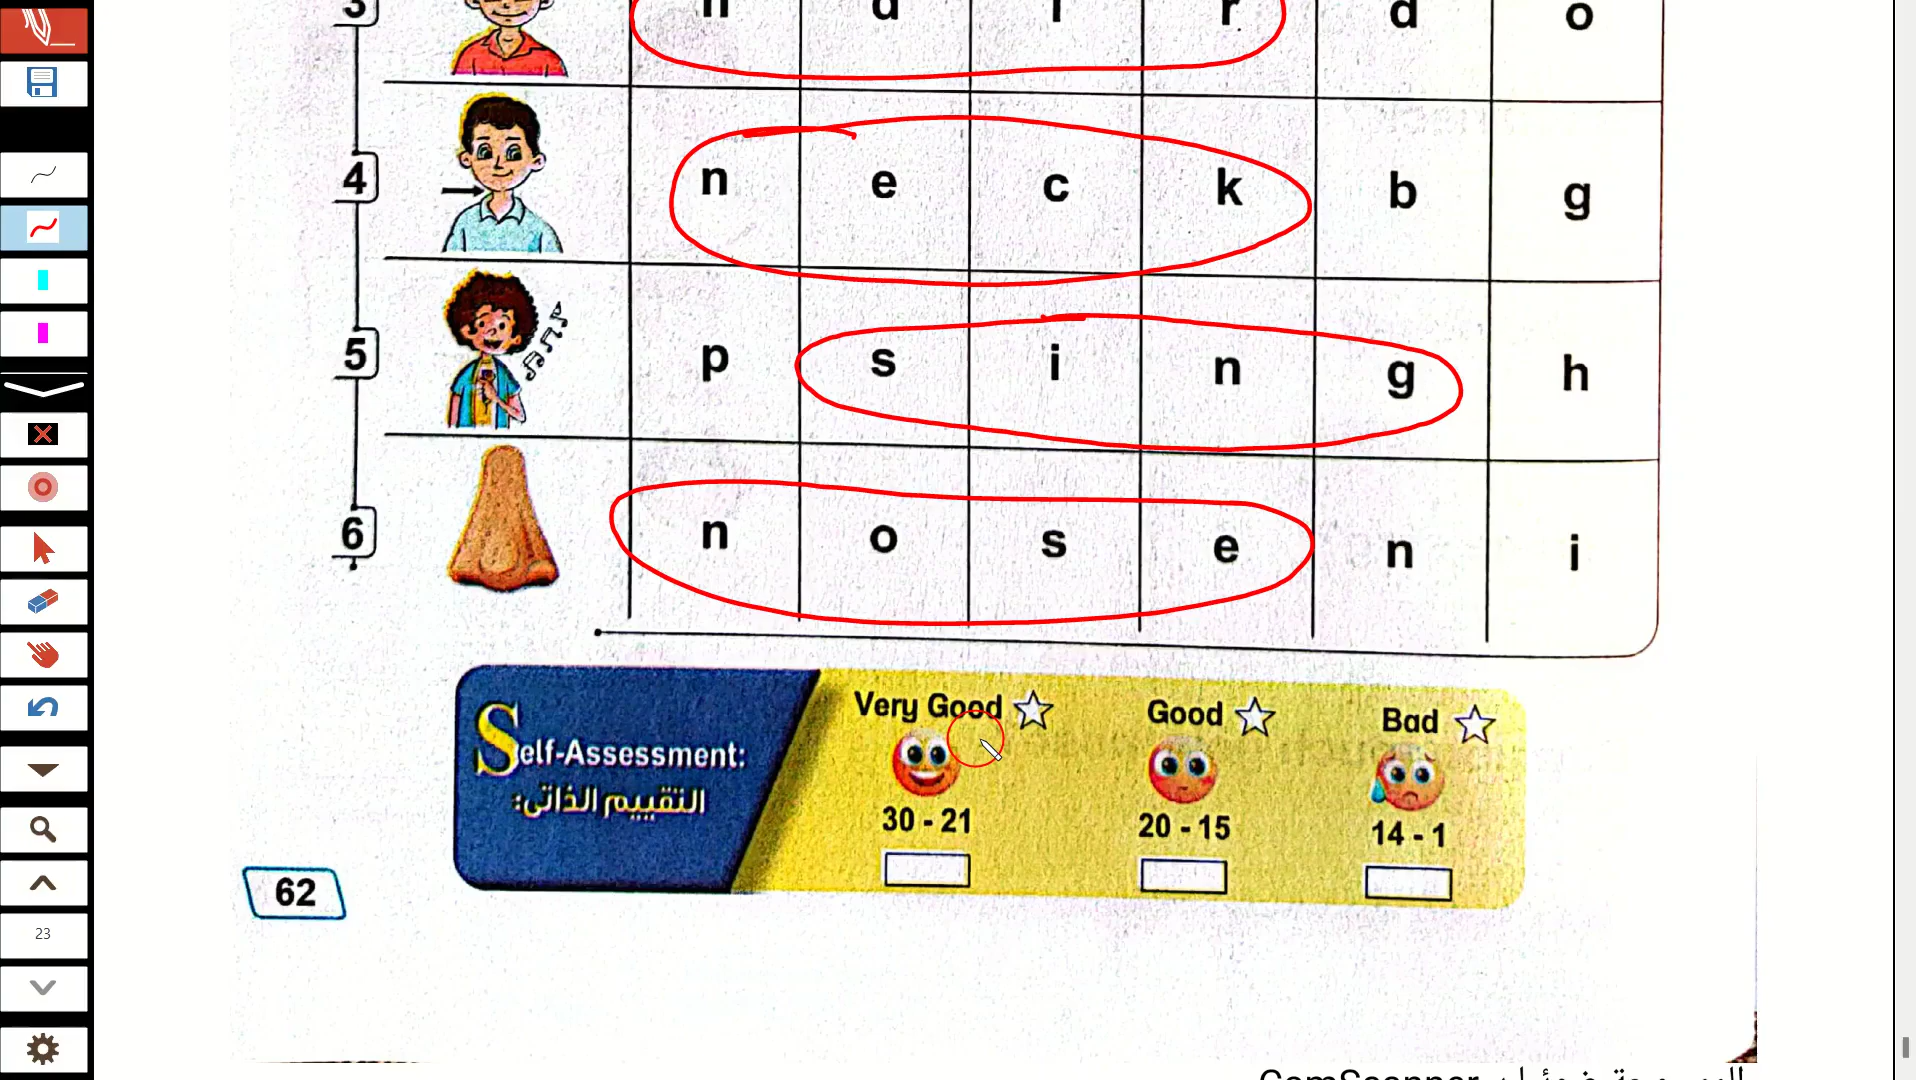 3 d o
4 n e c k b g
5 p s i n g h
6 n o s e n i
Self-Assessment:
التقييم الذاتي:
Very Good
30 - 21
Good
20 - 15
Bad
14 - 1
62
23
CamScanner